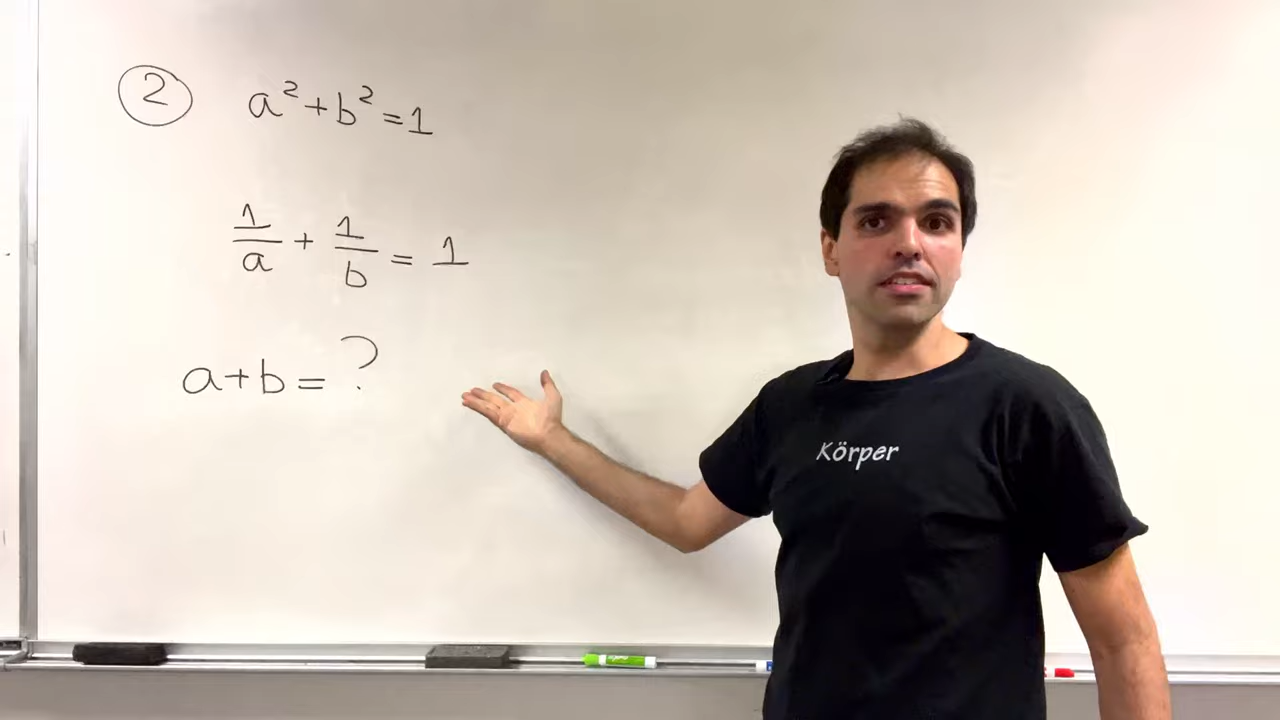 ② a² + b² = 1
1/a + 1/b = 1
a + b = ?
Körper